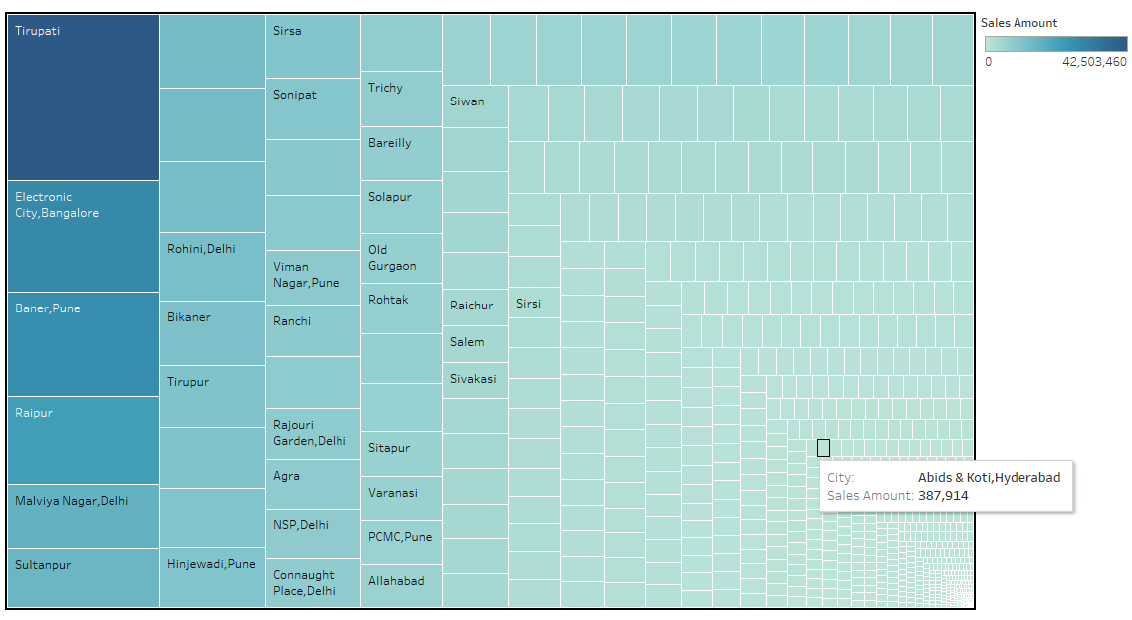 Tirupati
Electronic
City,Bangalore
Baner,Pune
Raipur
Malviya Nagar,Delhi
Sultanpur
Rohini,Delhi
Bikaner
Tirupur
Hinjewadi,Pune
Sirsa
Sonipat
Viman
Nagar,Pune
Ranchi
Rajouri
Garden,Delhi
Agra
NSP,Delhi
Connaught
Place,Delhi
Trichy
Bareilly
Solapur
Old
Gurgaon
Rohtak
Sitapur
Varanasi
PCMC,Pune
Allahabad
Siwan
Raichur
Salem
Sivakasi
Sirsi
City: Abids & Koti,Hyderabad
Sales Amount: 387,914
Sales Amount
0 42,503,460